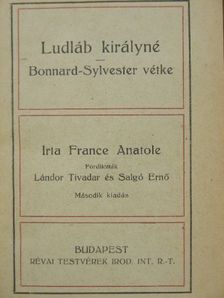 Ludláb királyné
Bonnard-Sylvester vétke
Irta France Anatole
Fordították
Lándor Tivadar és Salgó Ernő
Második kiadás
BUDAPEST
RÉVAI TESTVÉREK IROD. INT. R.-T.